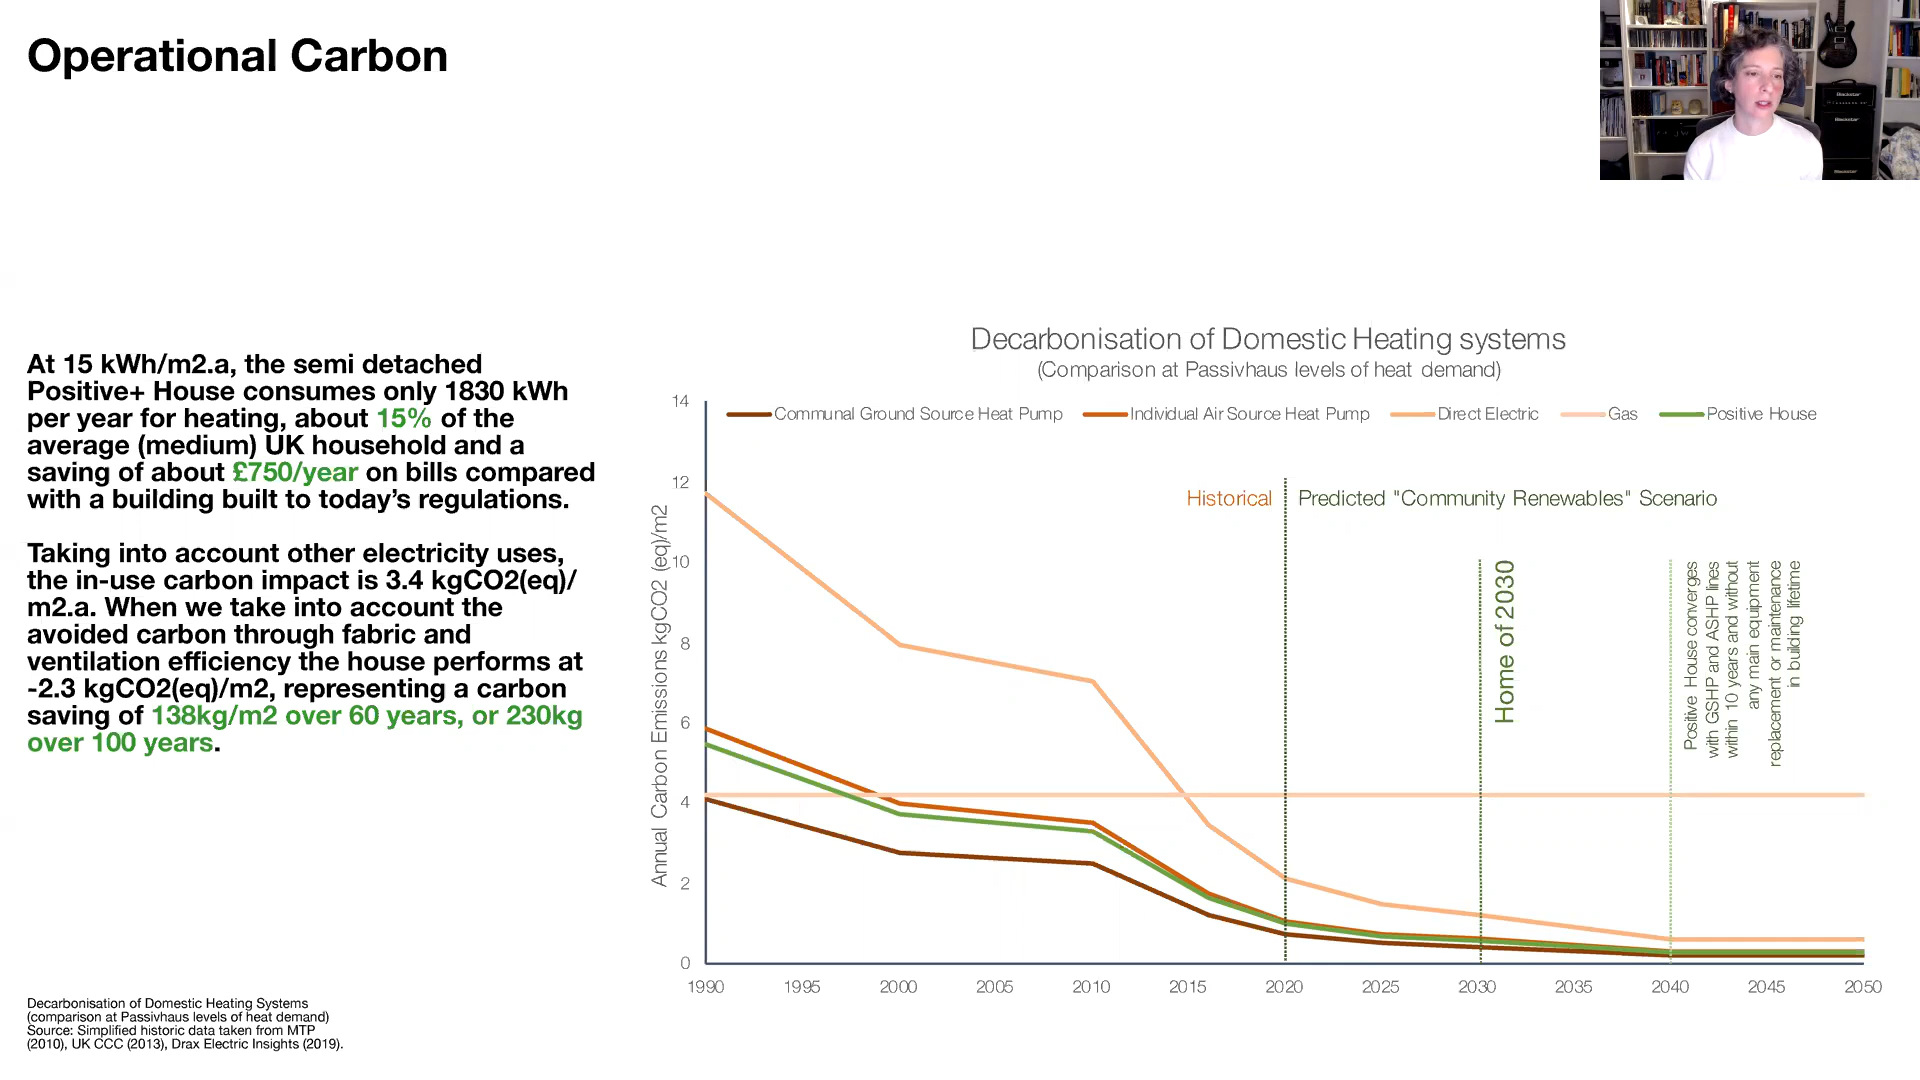 Operational Carbon
At 15 kWh/m2.a, the semi detached
Positive+ House consumes only 1830 kWh
per year for heating, about 15% of the
average (medium) UK household and a
saving of about £750/year on bills compared
with a building built to today’s regulations.
Taking into account other electricity uses,
the in-use carbon impact is 3.4 kgCO2(eq)/
m2.a. When we take into account the
avoided carbon through fabric and
ventilation efficiency the house performs at
-2.3 kgCO2(eq)/m2, representing a carbon
saving of 138kg/m2 over 60 years, or 230kg
over 100 years.
Decarbonisation of Domestic Heating Systems
(comparison at Passivhaus levels of heat demand)
Source: Simplified historic data taken from MTP
(2010), UK CCC (2013), Drax Electric Insights (2019).
Decarbonisation of Domestic Heating systems
(Comparison at Passivhaus levels of heat demand)
Communal Ground Source Heat Pump Individual Air Source Heat Pump Direct Electric Gas Positive House
Historical Predicted "Community Renewables" Scenario
Annual Carbon Emissions kgCO2 (eq)/m2
14
12
10
8
6
4
2
0
Home of 2030
Positive House converges
with GSHP and ASHP lines
within 10 years and without
any main equipment
replacement or maintenance
in building lifetime
1990 1995 2000 2005 2010 2015 2020 2025 2030 2035 2040 2045 2050
Blackstar
Blackstar
Blackstar